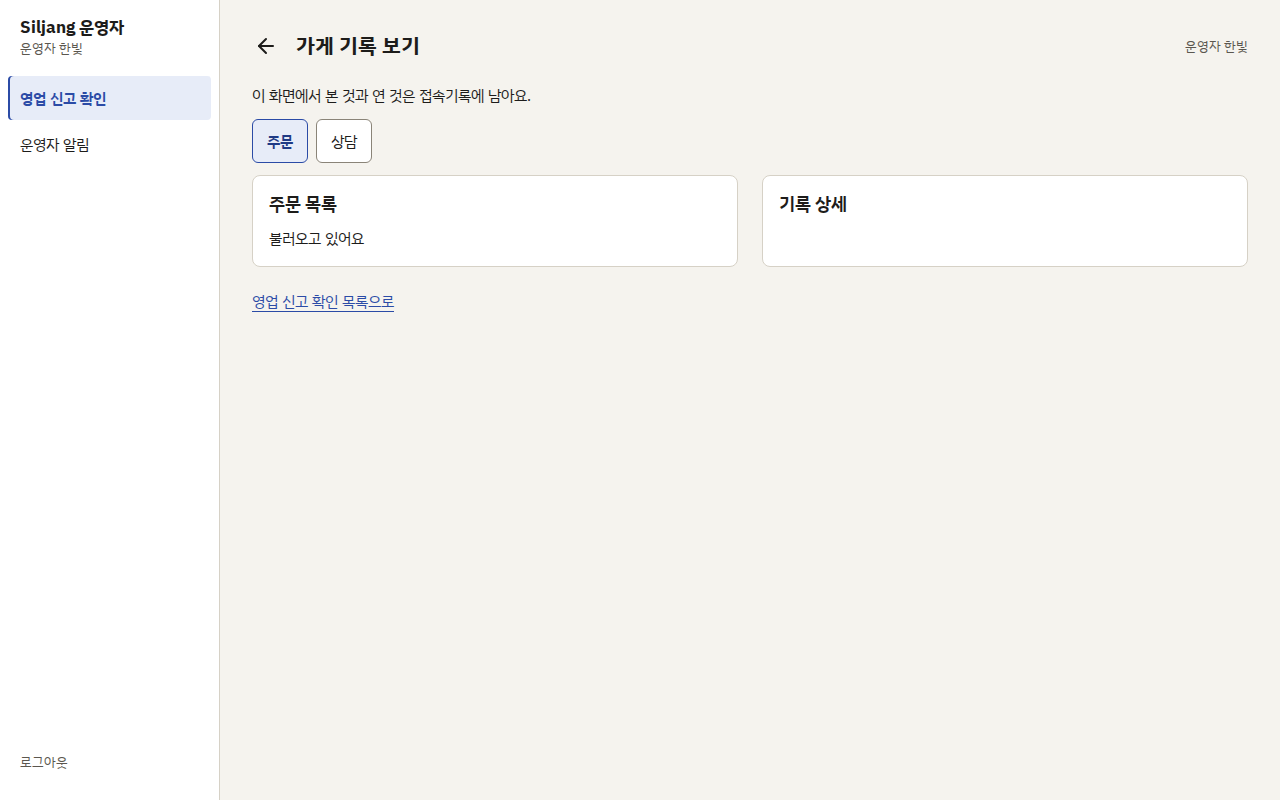 Siljang 운영자
운영자 한빛
영업 신고 확인
운영자 알림
로그아웃
가게 기록 보기
운영자 한빛
이 화면에서 본 것과 연 것은 접속기록에 남아요.
주문
상담
주문 목록
불러오고 있어요
기록 상세
영업 신고 확인 목록으로